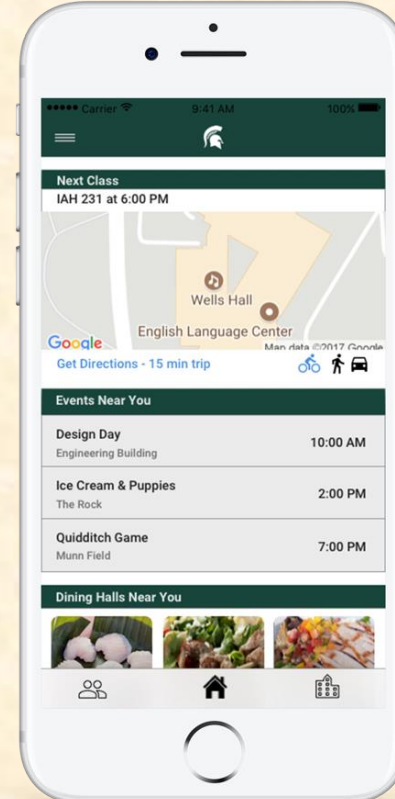 Carrier 9:41 AM 100%
Next Class
IAH 231 at 6:00 PM
Wells Hall
English Language Center
Google
Map data ©2017 Google
Get Directions - 15 min trip
Events Near You
Design Day
10:00 AM
Engineering Building
Ice Cream & Puppies
2:00 PM
The Rock
Quidditch Game
7:00 PM
Munn Field
Dining Halls Near You